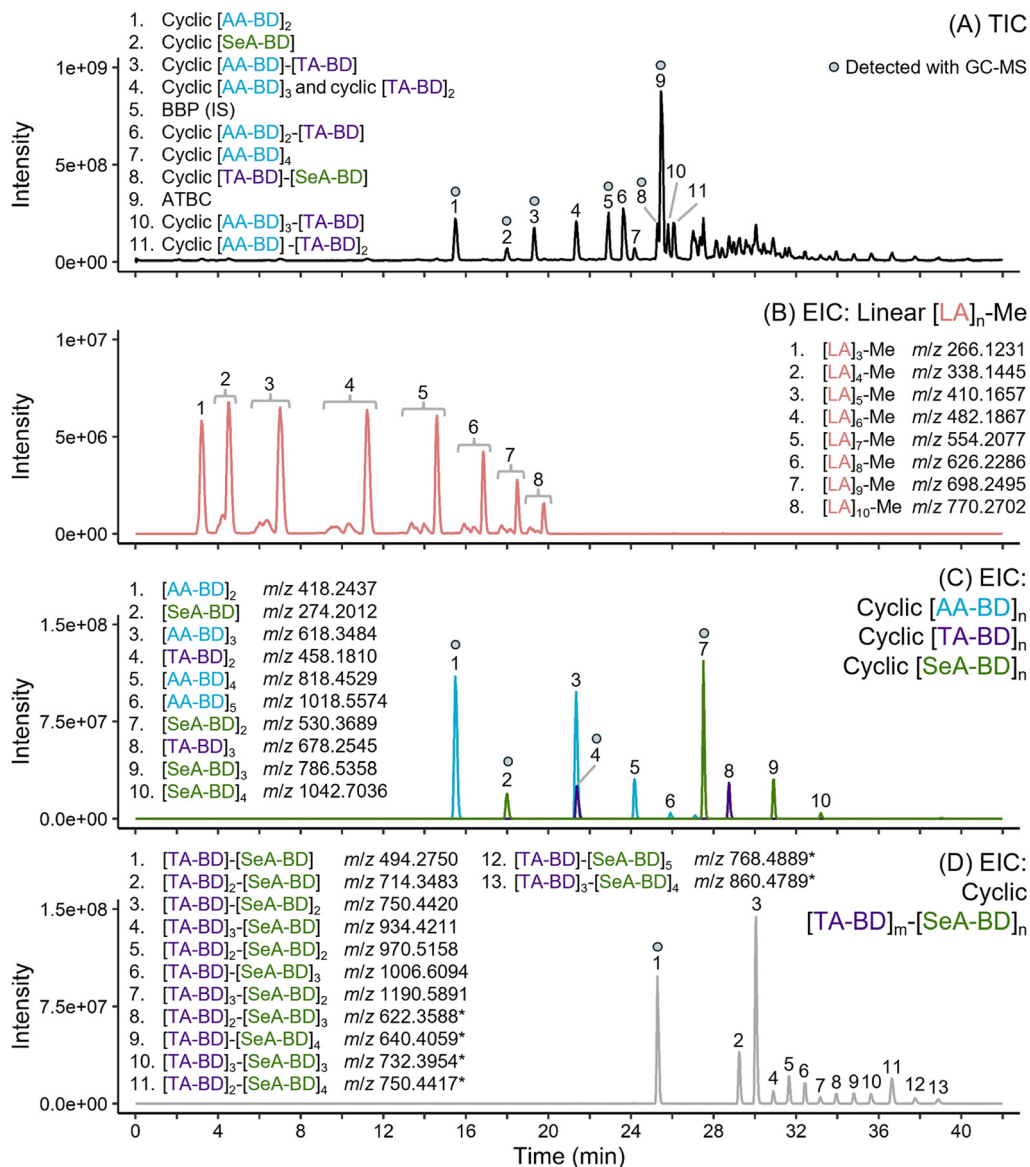 (A) TIC
Detected with GC-MS
1. Cyclic [AA-BD]₂
2. Cyclic [SeA-BD]
3. Cyclic [AA-BD]-[TA-BD]
4. Cyclic [AA-BD]₃ and cyclic [TA-BD]₂
5. BBP (IS)
6. Cyclic [AA-BD]₂-[TA-BD]
7. Cyclic [AA-BD]₄
8. Cyclic [TA-BD]-[SeA-BD]
9. ATBC
10. Cyclic [AA-BD]₃-[TA-BD]
11. Cyclic [AA-BD]-[TA-BD]₂
Intensity
1e+09
5e+08
0e+00
1 2 3 4 5 6 7 8 9 10 11
(B) EIC: Linear [LA]ₙ-Me
1. [LA]₃-Me m/z 266.1231
2. [LA]₄-Me m/z 338.1445
3. [LA]₅-Me m/z 410.1657
4. [LA]₆-Me m/z 482.1867
5. [LA]₇-Me m/z 554.2077
6. [LA]₈-Me m/z 626.2286
7. [LA]₉-Me m/z 698.2495
8. [LA]₁₀-Me m/z 770.2702
Intensity
1e+07
5e+06
0e+00
1 2 3 4 5 6 7 8
0 2 4 6 8 10 12 14 16 18 20 22 24 26 28 32 36 40
(C) EIC:
Cyclic [AA-BD]ₙ
Cyclic [TA-BD]ₙ
Cyclic [SeA-BD]ₙ
1. [AA-BD]₂ m/z 418.2437
2. [SeA-BD] m/z 274.2012
3. [AA-BD]₃ m/z 618.3484
4. [TA-BD]₂ m/z 458.1810
5. [AA-BD]₄ m/z 818.4529
6. [AA-BD]₅ m/z 1018.5574
7. [SeA-BD]₂ m/z 530.3689
8. [TA-BD]₃ m/z 678.2545
9. [SeA-BD]₃ m/z 786.5358
10. [SeA-BD]₄ m/z 1042.7036
Intensity
1.5e+08
7.5e+07
0.0e+00
1 2 3 4 5 6 7 8 9 10
(D) EIC:
Cyclic
[TA-BD]ₘ-[SeA-BD]ₙ
1 [TA-BD]-[SeA-BD] m/z 494.2750
2. [TA-BD]₂-[SeA-BD] m/z 714.3483
3. [TA-BD]-[SeA-BD]₂ m/z 750.4420
4. [TA-BD]₃-[SeA-BD] m/z 934.4211
5. [TA-BD]₂-[SeA-BD]₂ m/z 970.5158
6. [TA-BD]-[SeA-BD]₃ m/z 1006.6094
7. [TA-BD]₃-[SeA-BD]₂ m/z 1190.5891
8. [TA-BD]₂-[SeA-BD]₃ m/z 622.3588*
9. [TA-BD]-[SeA-BD]₄ m/z 640.4059*
10. [TA-BD]₃-[SeA-BD]₃ m/z 732.3954*
11. [TA-BD]₂-[SeA-BD]₄ m/z 750.4417*
12. [TA-BD]-[SeA-BD]₅ m/z 768.4889*
13. [TA-BD]₃-[SeA-BD]₄ m/z 860.4789*
Intensity
1.5e+08
7.5e+07
0.0e+00
1 2 3 4 5 6 7 8 9 10 11 12 13
0 4 8 12 16 20 24 28 32 36 40
Time (min)